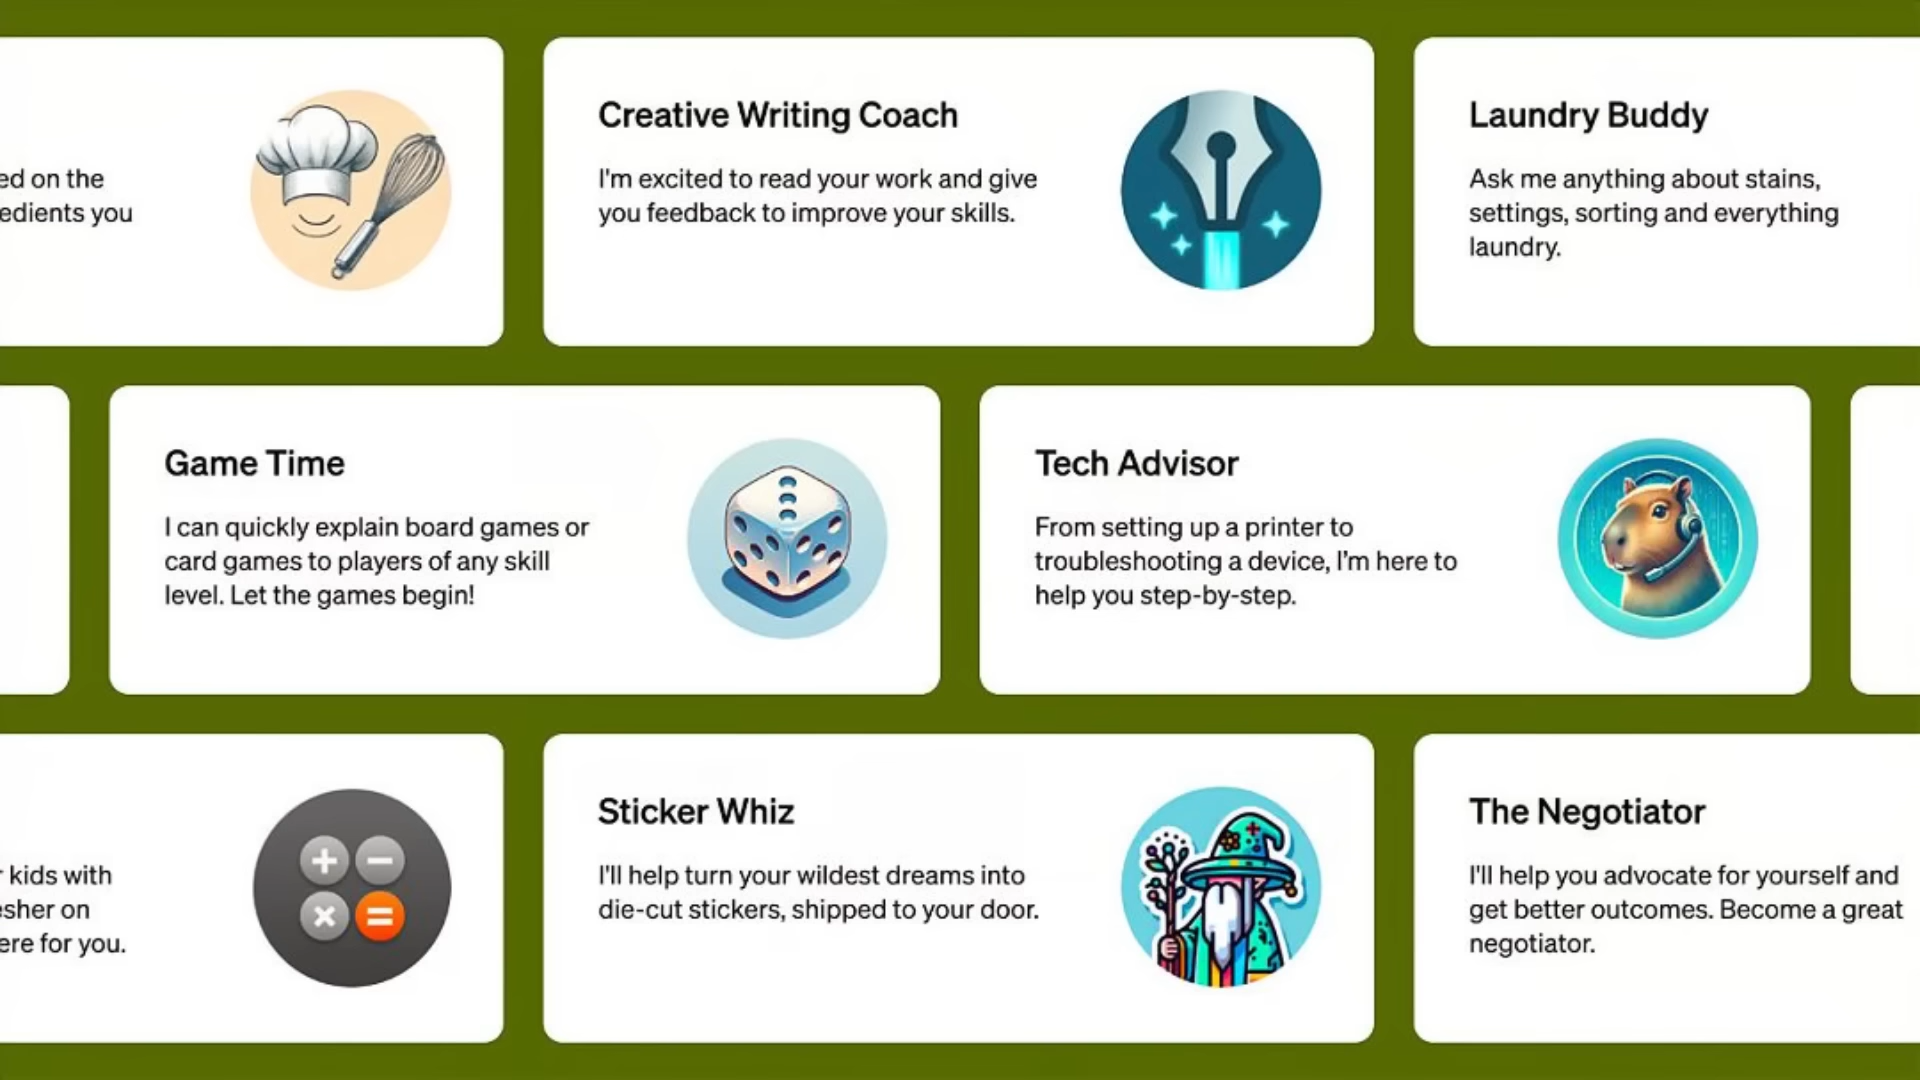 ed on the
edients you
Creative Writing Coach
I'm excited to read your work and give
you feedback to improve your skills.
Laundry Buddy
Ask me anything about stains,
settings, sorting and everything
laundry.
Game Time
I can quickly explain board games or
card games to players of any skill
level. Let the games begin!
Tech Advisor
From setting up a printer to
troubleshooting a device, I’m here to
help you step-by-step.
kids with
esher on
ere for you.
Sticker Whiz
I'll help turn your wildest dreams into
die-cut stickers, shipped to your door.
The Negotiator
I'll help you advocate for yourself and
get better outcomes. Become a great
negotiator.